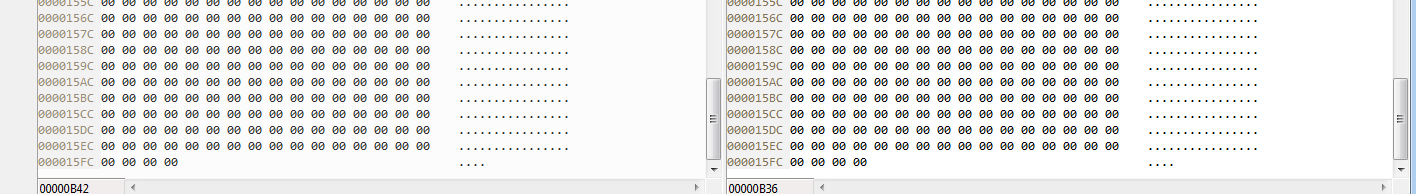 0000155C 00 00 00 00 00 00 00 00 00 00 00 00 00 00 00 00 ................ 0000155C 00 00 00 00 00 00 00 00 00 00 00 00 00 00 00 00 ................
0000156C 00 00 00 00 00 00 00 00 00 00 00 00 00 00 00 00 ................ 0000156C 00 00 00 00 00 00 00 00 00 00 00 00 00 00 00 00 ................
0000157C 00 00 00 00 00 00 00 00 00 00 00 00 00 00 00 00 ................ 0000157C 00 00 00 00 00 00 00 00 00 00 00 00 00 00 00 00 ................
0000158C 00 00 00 00 00 00 00 00 00 00 00 00 00 00 00 00 ................ 0000158C 00 00 00 00 00 00 00 00 00 00 00 00 00 00 00 00 ................
0000159C 00 00 00 00 00 00 00 00 00 00 00 00 00 00 00 00 ................ 0000159C 00 00 00 00 00 00 00 00 00 00 00 00 00 00 00 00 ................
000015AC 00 00 00 00 00 00 00 00 00 00 00 00 00 00 00 00 ................ 000015AC 00 00 00 00 00 00 00 00 00 00 00 00 00 00 00 00 ................
000015BC 00 00 00 00 00 00 00 00 00 00 00 00 00 00 00 00 ................ 000015BC 00 00 00 00 00 00 00 00 00 00 00 00 00 00 00 00 ................
000015CC 00 00 00 00 00 00 00 00 00 00 00 00 00 00 00 00 ................ 000015CC 00 00 00 00 00 00 00 00 00 00 00 00 00 00 00 00 ................
000015DC 00 00 00 00 00 00 00 00 00 00 00 00 00 00 00 00 ................ 000015DC 00 00 00 00 00 00 00 00 00 00 00 00 00 00 00 00 ................
000015EC 00 00 00 00 00 00 00 00 00 00 00 00 00 00 00 00 ................ 000015EC 00 00 00 00 00 00 00 00 00 00 00 00 00 00 00 00 ................
000015FC 00 00 00 00 .... 000015FC 00 00 00 00 ....
00000B42 00000B36